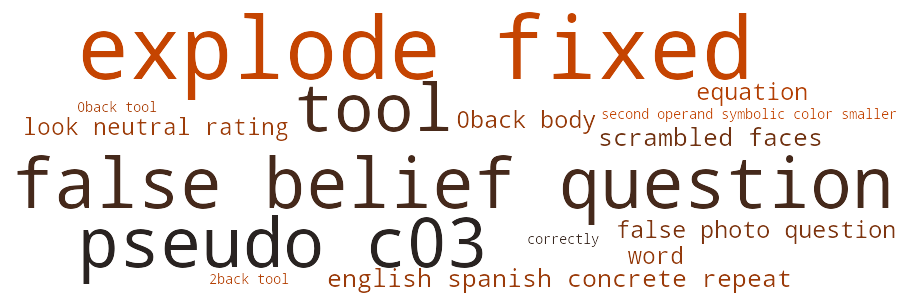 explode fixed
equation
0back tool
tool
0back body
second operand symbolic color smaller
look neutral rating
scrambled faces
false belief question
pseudo c03
correctly
false photo question
word
2back tool
english spanish concrete repeat